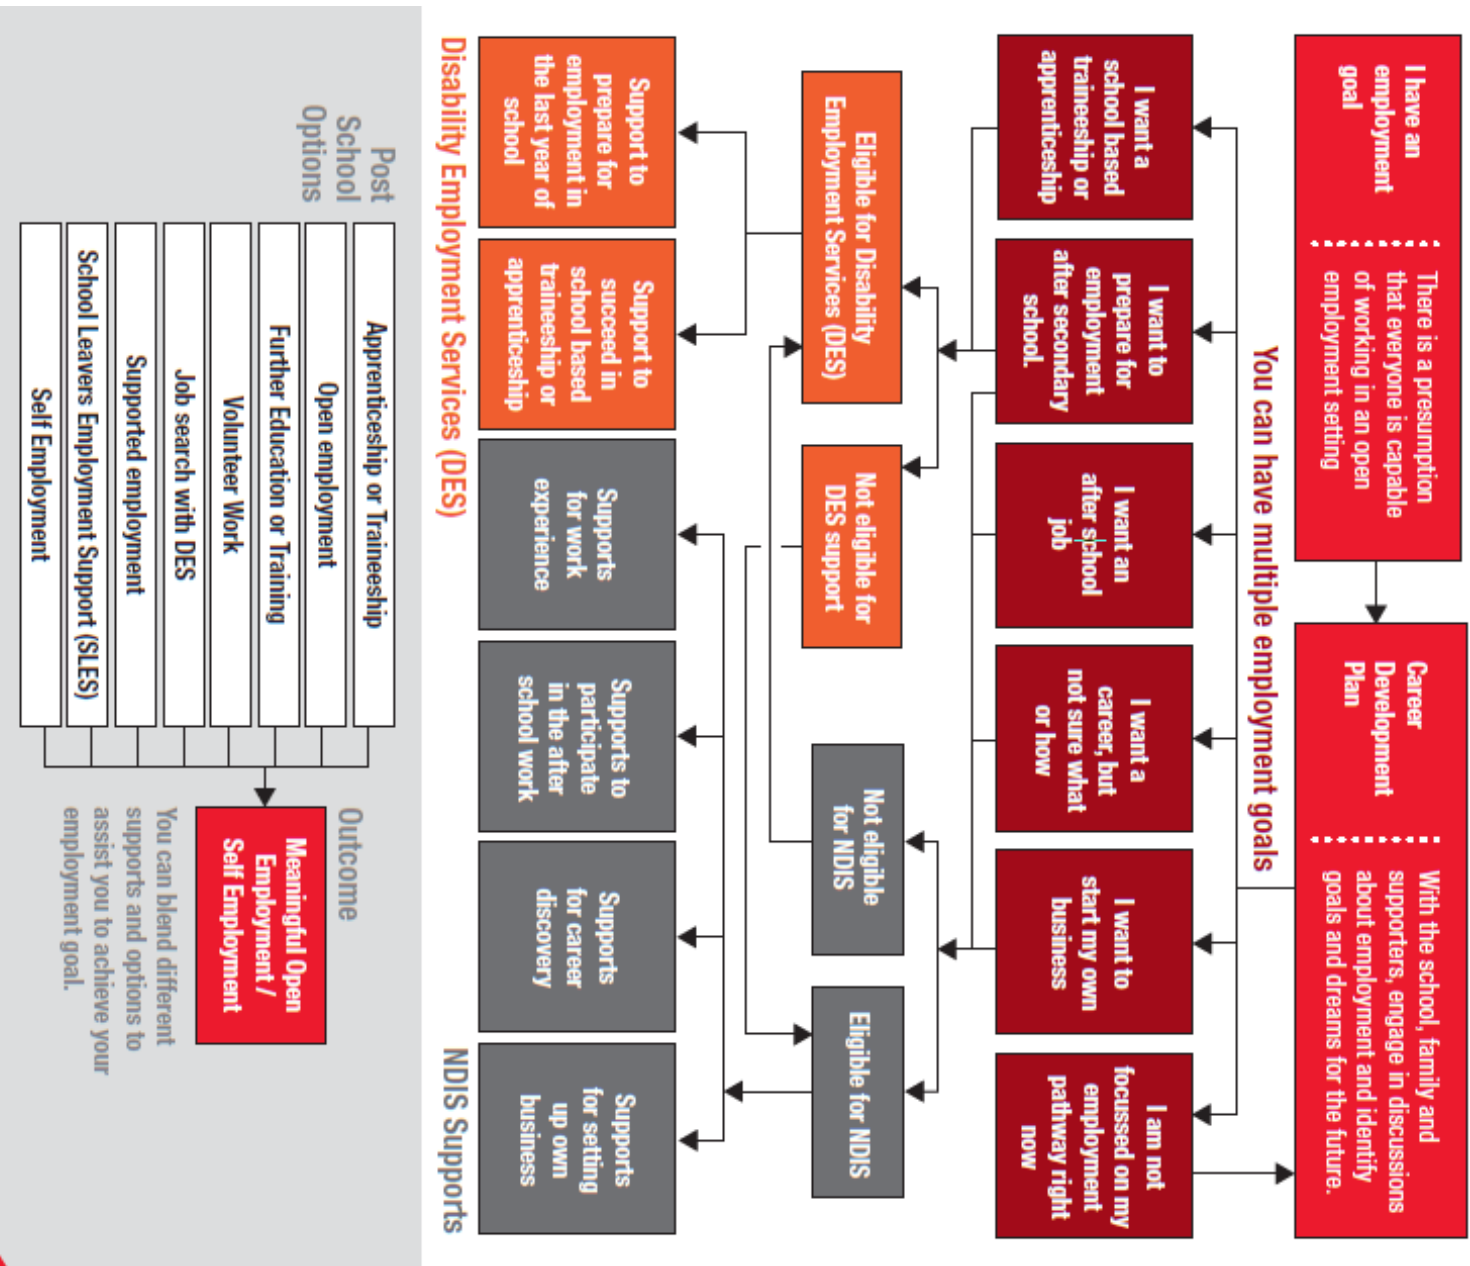 I have an
employment
goal
There is a presumption
that everyone is capable
of working in an open
employment setting
Career
Development
Plan
With the school, family and
supporters, engage in discussions
about employment and identify
goals and dreams for the future.
You can have multiple employment goals
I want a
school based
traineeship or
apprenticeship
I want to
prepare for
employment
after secondary
school.
I want an
after school
job
I want a
career, but
not sure what
or how
I want to
start my own
business
I am not
focussed on my
employment
pathway right
now
Eligible for Disability
Employment Services (DES)
Not eligible for
DES support
Not eligible
for NDIS
Eligible for NDIS
Support to
prepare for
employment in
the last year of
school
Support to
succeed in
school based
traineeship or
apprenticeship
Supports
for work
experience
Supports to
participate
in the after
school work
Supports
for career
discovery
Supports
for setting
up own
business
Disability Employment Services (DES)
NDIS Supports
Post
School
Options
Apprenticeship or Traineeship
Open employment
Further Education or Training
Volunteer Work
Job search with DES
Supported employment
School Leavers Employment Support (SLES)
Self Employment
Outcome
Meaningful Open
Employment /
Self Employment
You can blend different
supports and options to
assist you to achieve your
employment goal.